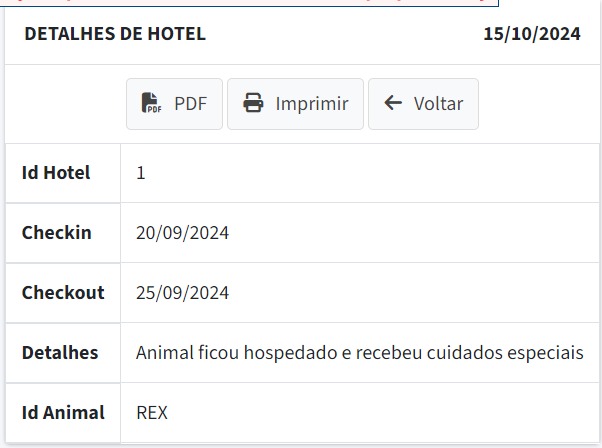 DETALHES DE HOTEL 15/10/2024
PDF Imprimir Voltar
Id Hotel 1
Checkin 20/09/2024
Checkout 25/09/2024
Detalhes Animal ficou hospedado e recebeu cuidados especiais
Id Animal REX